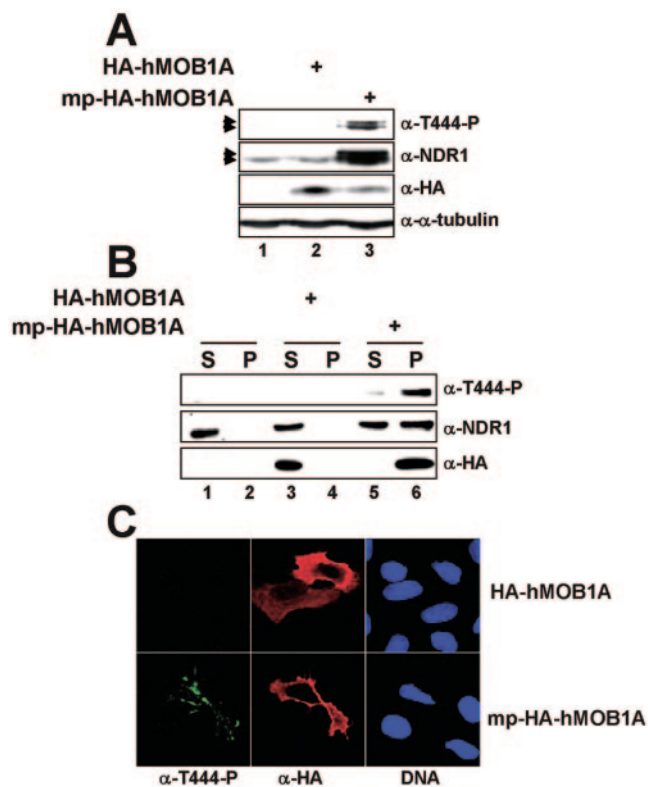 A
HA-hMOB1A +
mp-HA-hMOB1A +
α-T444-P
α-NDR1
α-HA
α-α-tubulin
1 2 3
B
HA-hMOB1A +
mp-HA-hMOB1A +
S P S P S P
α-T444-P
α-NDR1
α-HA
1 2 3 4 5 6
C
HA-hMOB1A
mp-HA-hMOB1A
α-T444-P α-HA DNA